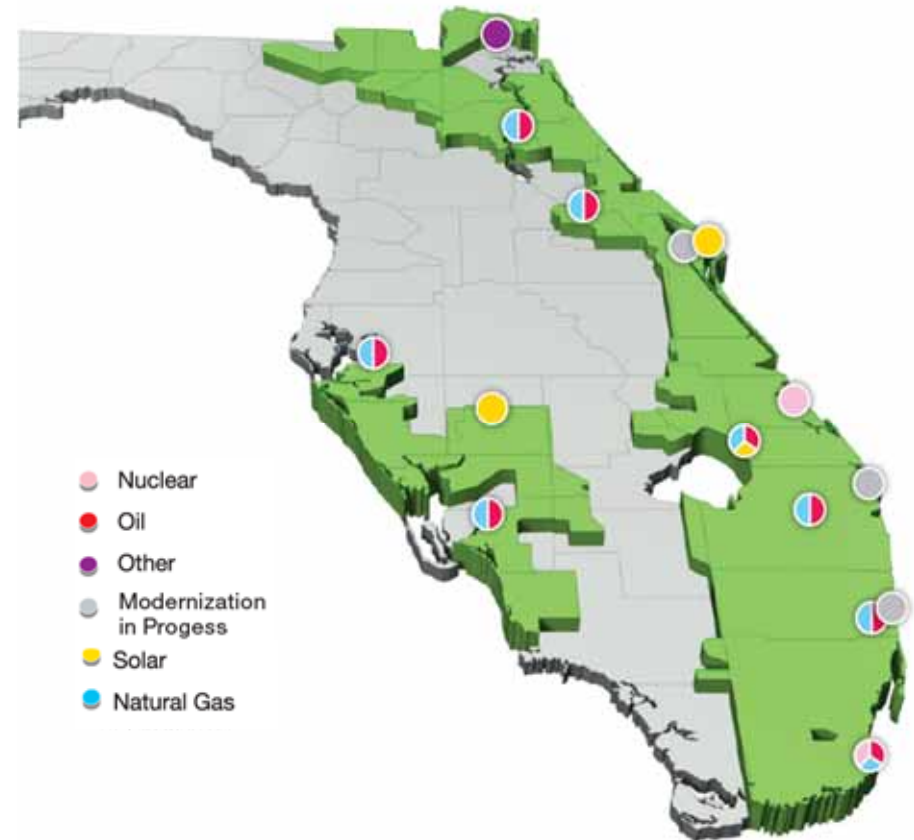 Nuclear
Oil
Other
Modernization
in Progess
Solar
Natural Gas